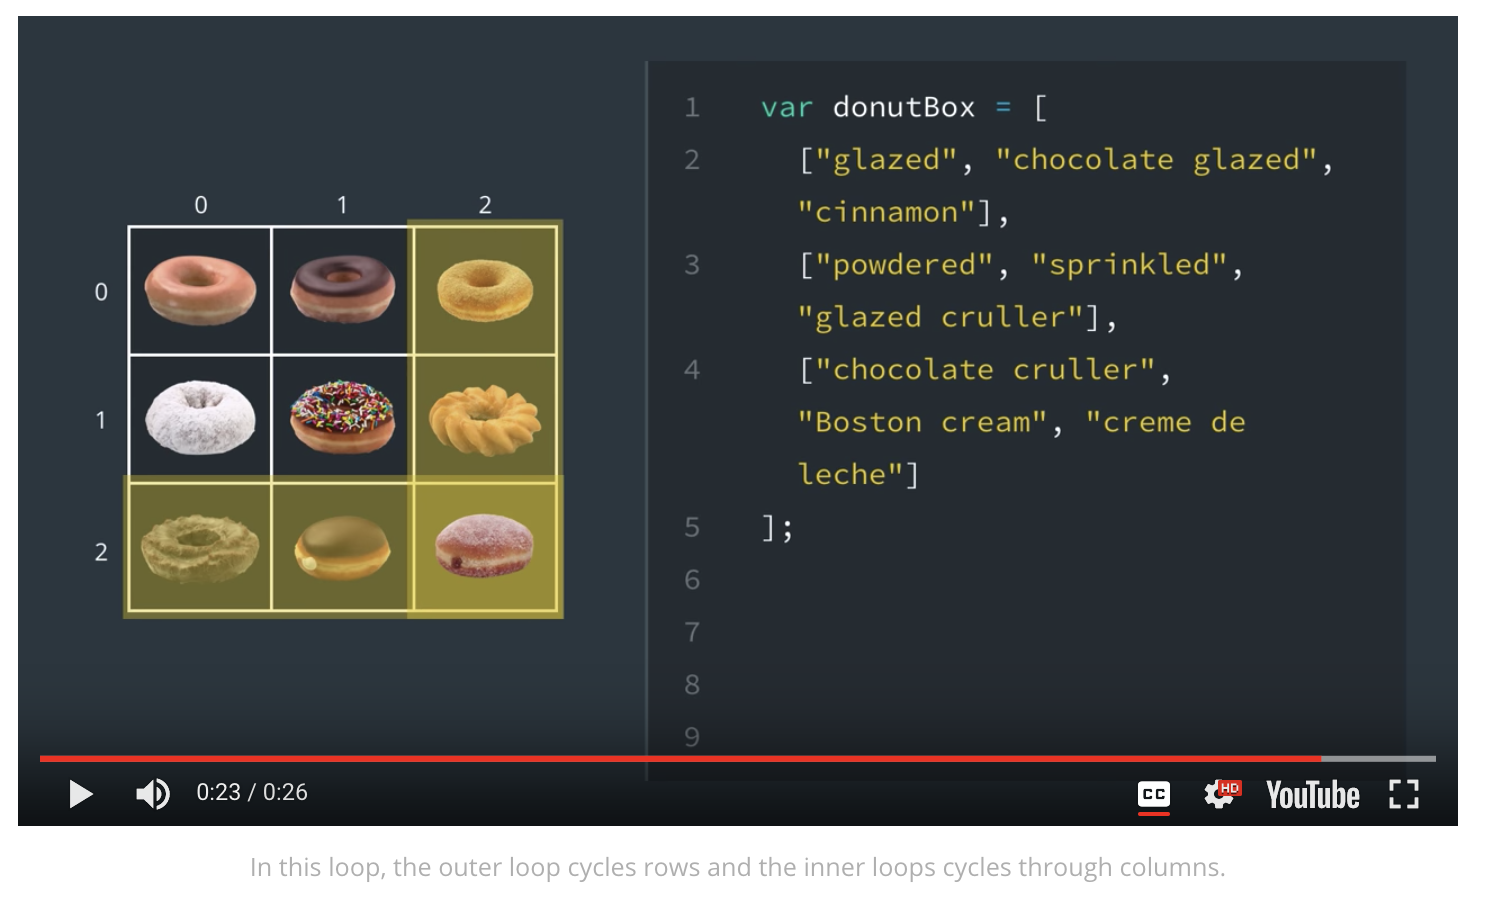 0 1 2
0
1
2
1 var donutBox = [
2 ["glazed", "chocolate glazed",
"cinnamon"],
3 ["powdered", "sprinkled",
"glazed cruller"],
4 ["chocolate cruller",
"Boston cream", "creme de
leche"]
5 ];
6
7
8
9
0:23 / 0:26
CC HD YouTube
In this loop, the outer loop cycles rows and the inner loops cycles through columns.